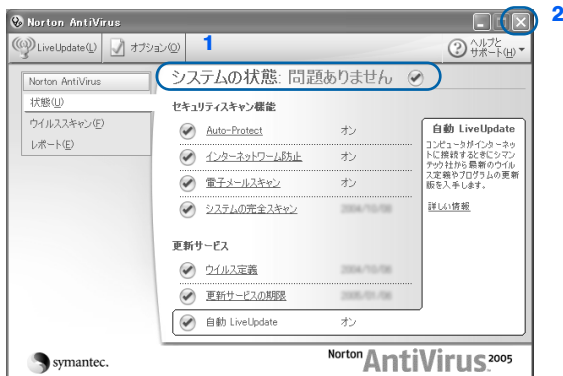 Norton AntiVirus
2
LiveUpdate(L)
オプション(O)
1
ヘルプと
サポート(H)
Norton AntiVirus
状態(U)
ウイルススキャン(F)
レポート(E)
システムの状態: 問題ありません
セキュリティスキャン機能
Auto-Protect オン
インターネットワーム防止 オン
電子メールスキャン オン
システムの完全スキャン
更新サービス
ウイルス定義
更新サービスの期限
自動 LiveUpdate オン
自動 LiveUpdate
コンピュータがインターネッ
トに接続するときにシマン
テック社から最新のウイル
ス定義やプログラムの更新
版を入手します。
詳しい情報
symantec.
Norton AntiVirus 2005